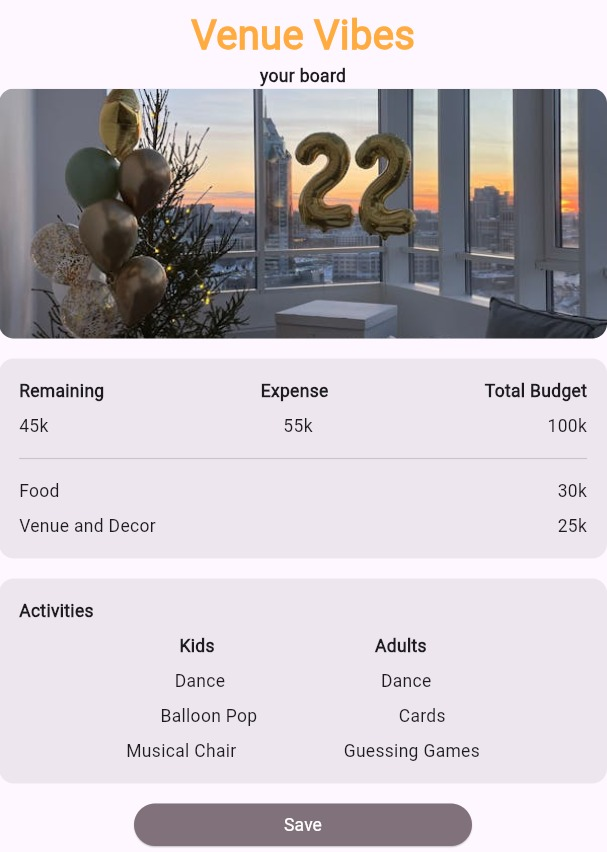 Venue Vibes
your board
22
Remaining Expense Total Budget
45k 55k 100k
Food 30k
Venue and Decor 25k
Activities
Kids Adults
Dance Dance
Balloon Pop Cards
Musical Chair Guessing Games
Save